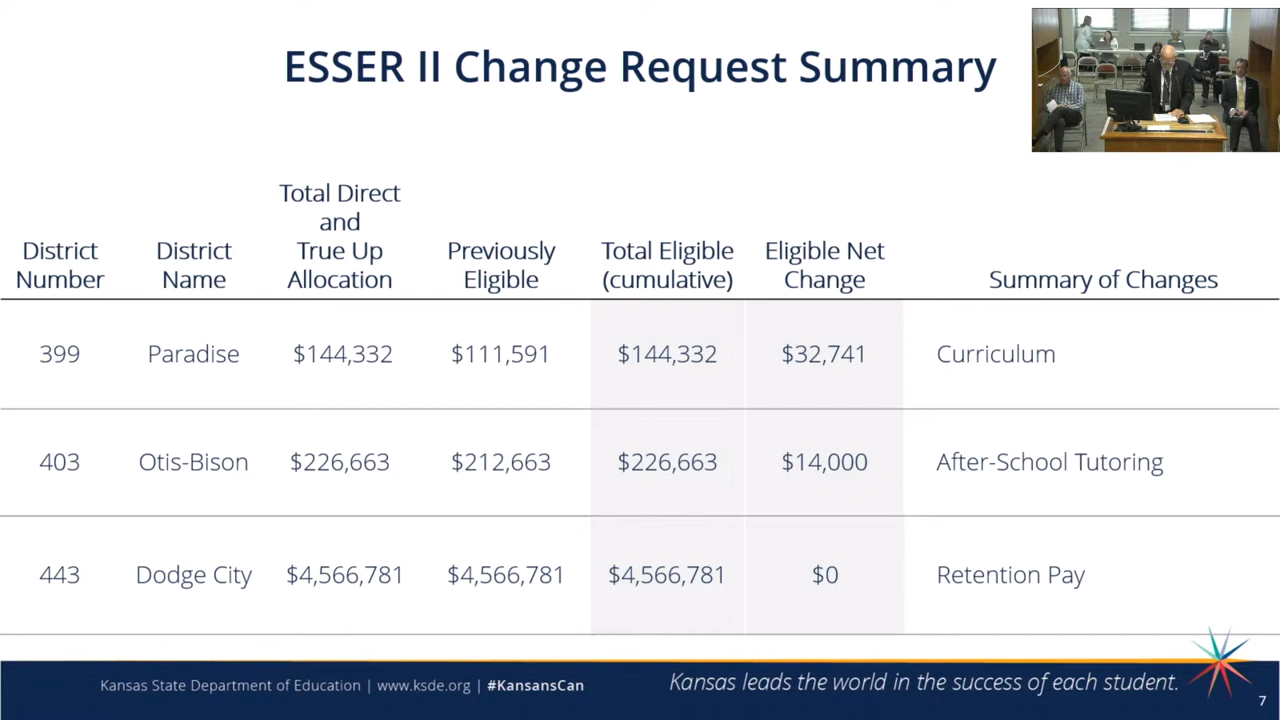 ESSER II Change Request Summary
Total Direct
and
District District True Up Previously Total Eligible Eligible Net
Number Name Allocation Eligible (cumulative) Change Summary of Changes
399 Paradise $144,332 $111,591 $144,332 $32,741 Curriculum
403 Otis-Bison $226,663 $212,663 $226,663 $14,000 After-School Tutoring
443 Dodge City $4,566,781 $4,566,781 $4,566,781 $0 Retention Pay
Kansas State Department of Education | www.ksde.org | #KansansCan
Kansas leads the world in the success of each student.
7